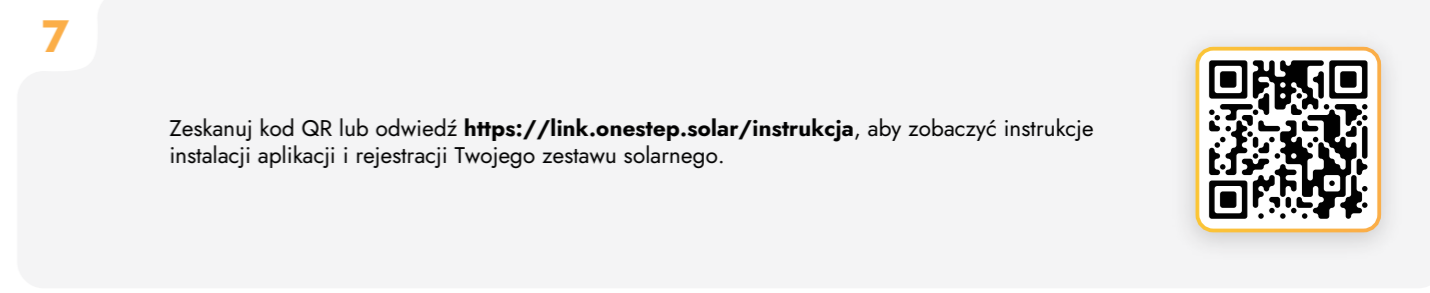 7
Zeskanuj kod QR lub odwiedź https://link.onestep.solar/instrukcja, aby zobaczyć instrukcje
instalacji aplikacji i rejestracji Twojego zestawu solarnego.